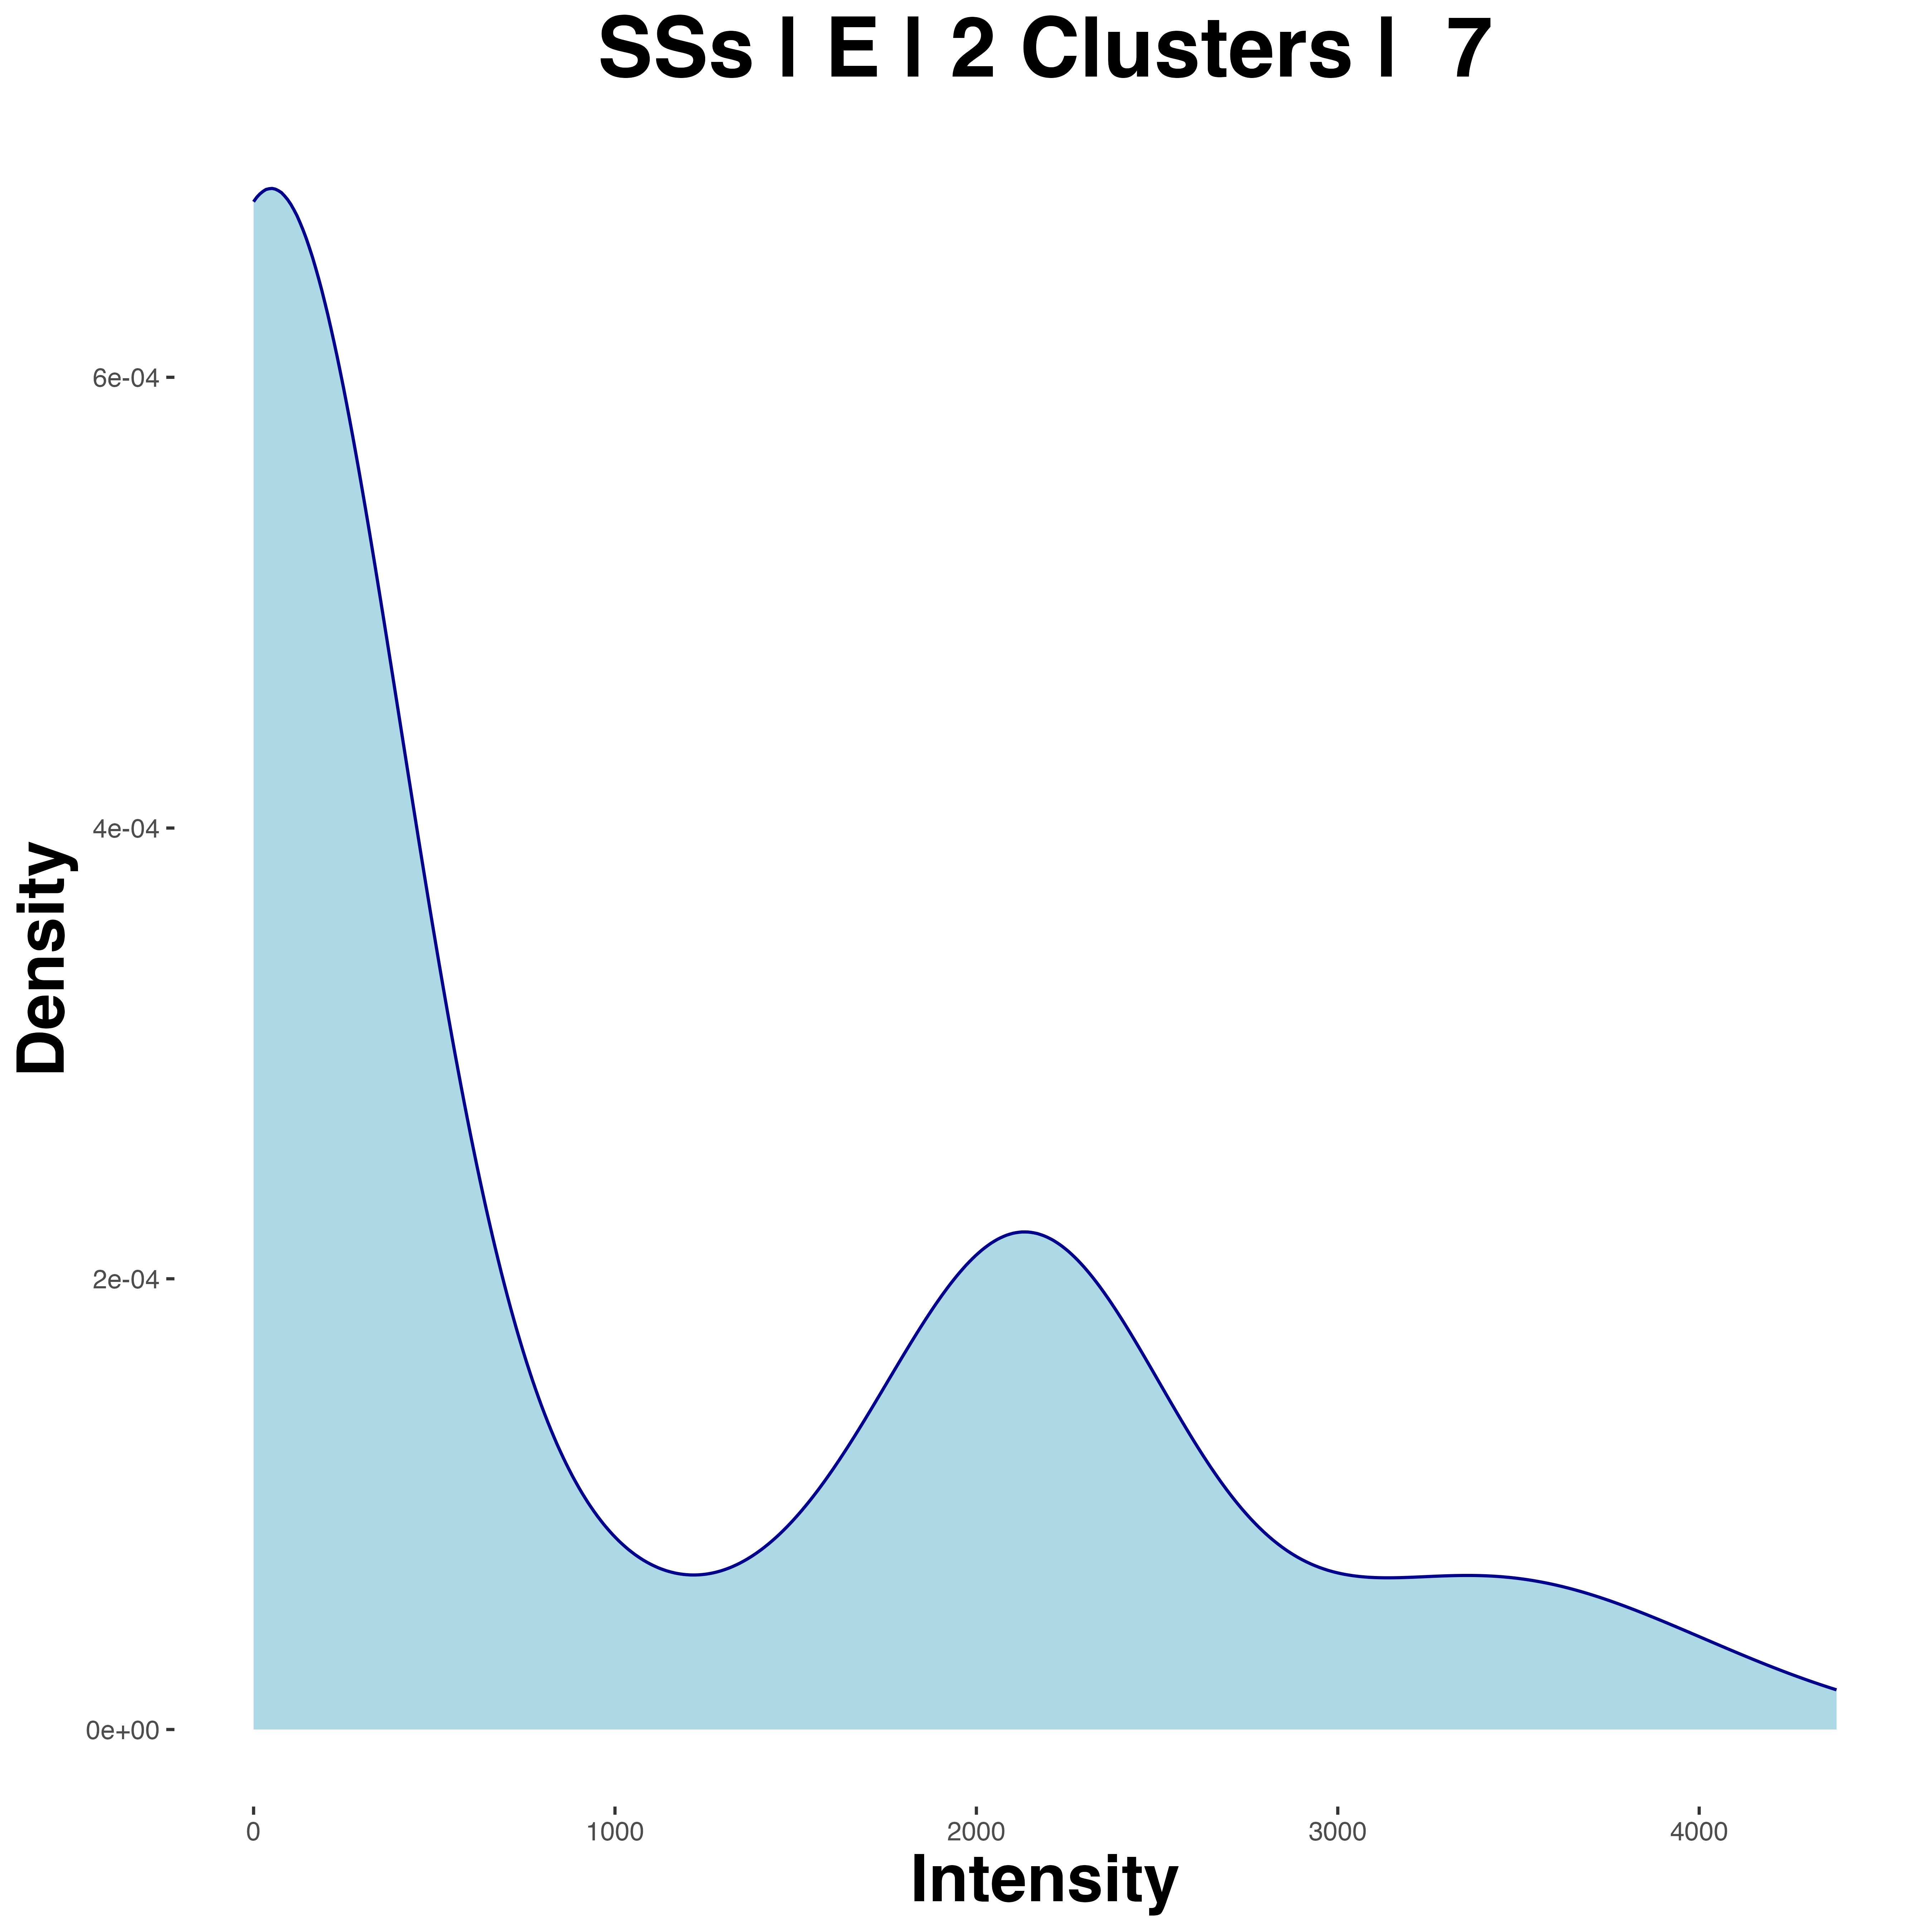 SSs | E | 2 Clusters | 7
6e-04
4e-04
2e-04
0e+00
Density
0 1000 2000 3000 4000
Intensity